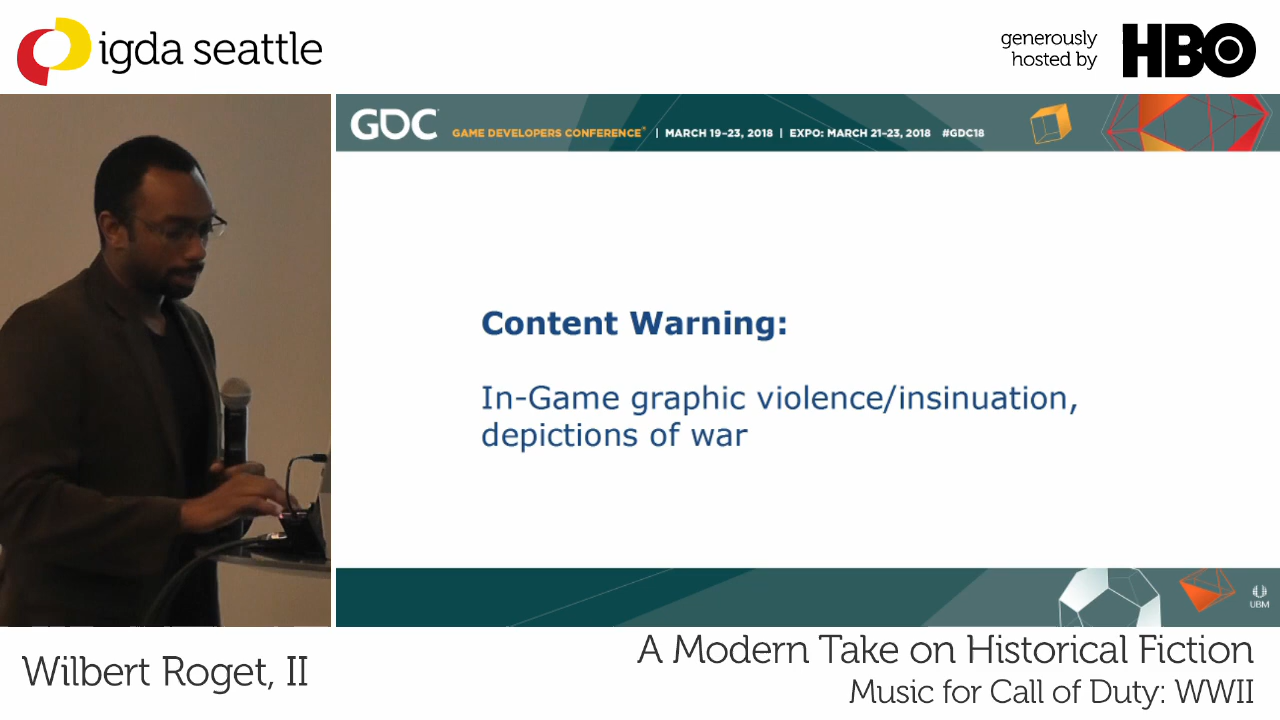 igda seattle
generously
hosted by
HBO
GDC
GAME DEVELOPERS CONFERENCE® | MARCH 19–23, 2018 | EXPO: MARCH 21–23, 2018 #GDC18
Content Warning:
In-Game graphic violence/insinuation,
depictions of war
UBM
Wilbert Roget, II
A Modern Take on Historical Fiction
Music for Call of Duty: WWII